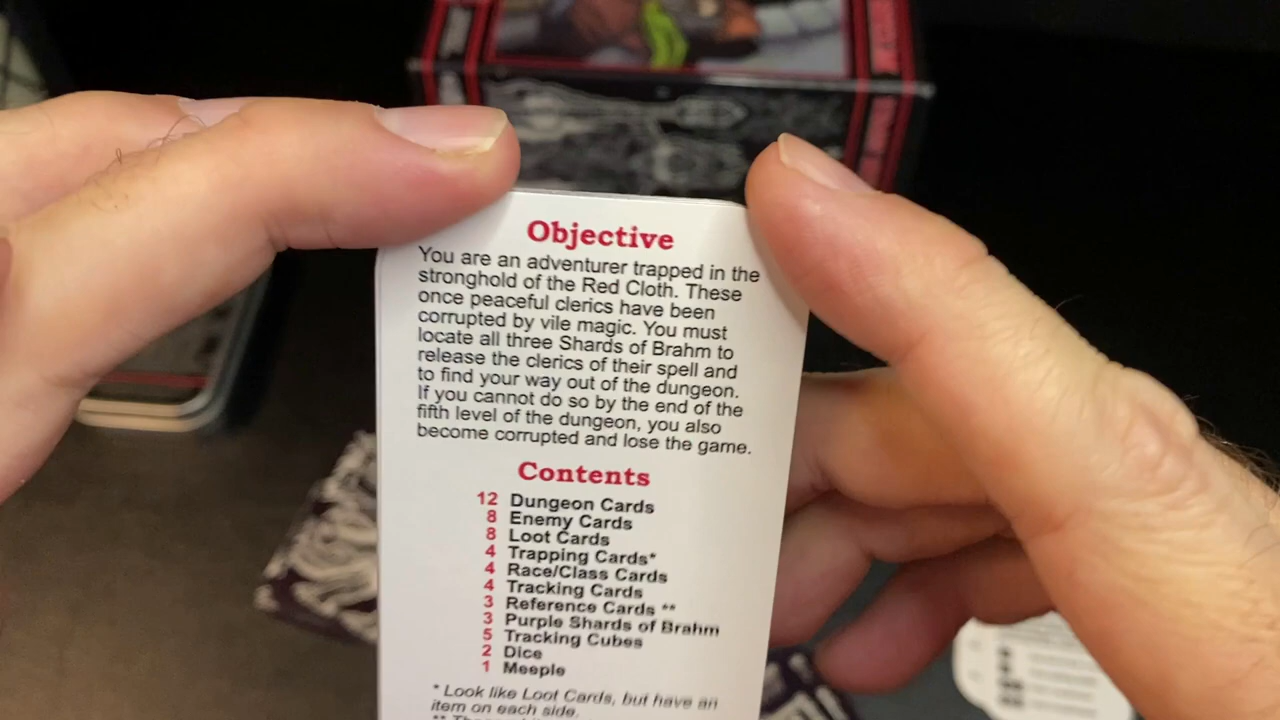 Objective
You are an adventurer trapped in the
stronghold of the Red Cloth. These
once peaceful clerics have been
corrupted by vile magic. You must
locate all three Shards of Brahm to
release the clerics of their spell and
to find your way out of the dungeon.
If you cannot do so by the end of the
fifth level of the dungeon, you also
become corrupted and lose the game.
Contents
12 Dungeon Cards
8 Enemy Cards
8 Loot Cards
4 Trapping Cards*
4 Race/Class Cards
4 Tracking Cards
3 Reference Cards **
3 Purple Shards of Brahm
5 Tracking Cubes
2 Dice
1 Meeple
* Look like Loot Cards, but have an
item on each side.
**